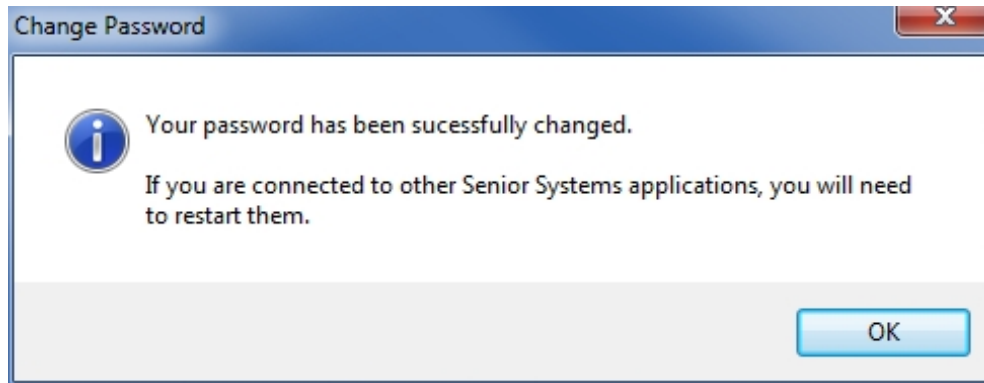 Change Password
X
Your password has been sucessfully changed.
If you are connected to other Senior Systems applications, you will need
to restart them.
OK